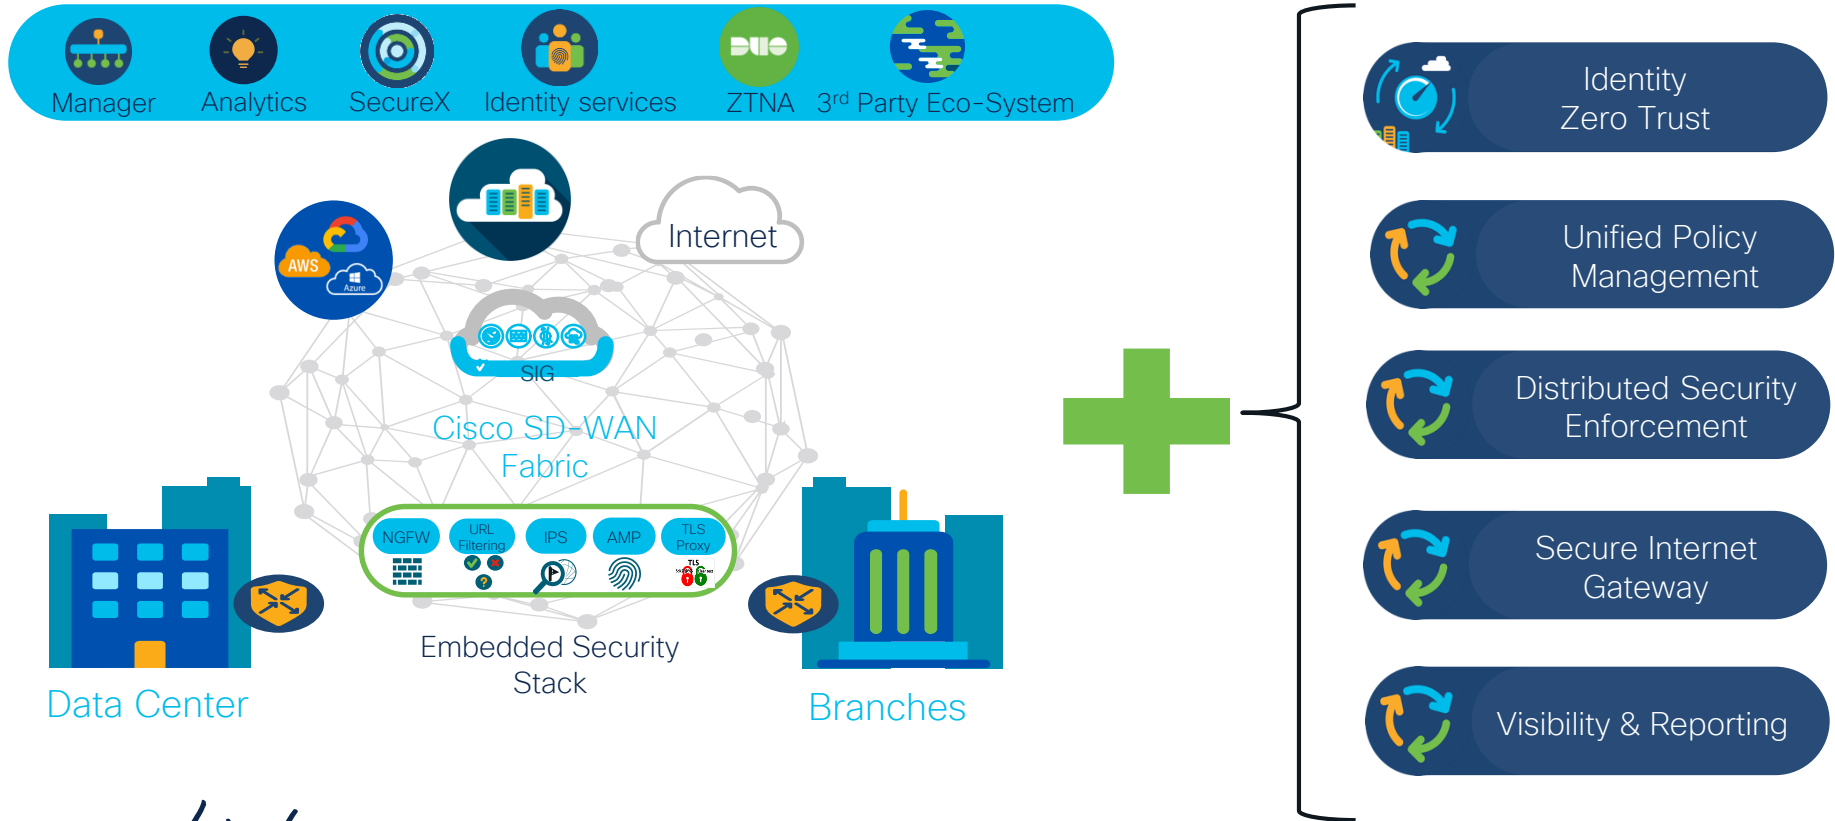 Manager
Analytics
SecureX
Identity services
DUO
ZTNA
3rd Party Eco-System
AWS
Azure
Internet
SIG
Cisco SD-WAN
Fabric
NGFW
URL
Filtering
IPS
AMP
TLS
Proxy
TLS
Embedded Security
Stack
Data Center
Branches
Identity
Zero Trust
Unified Policy
Management
Distributed Security
Enforcement
Secure Internet
Gateway
Visibility & Reporting